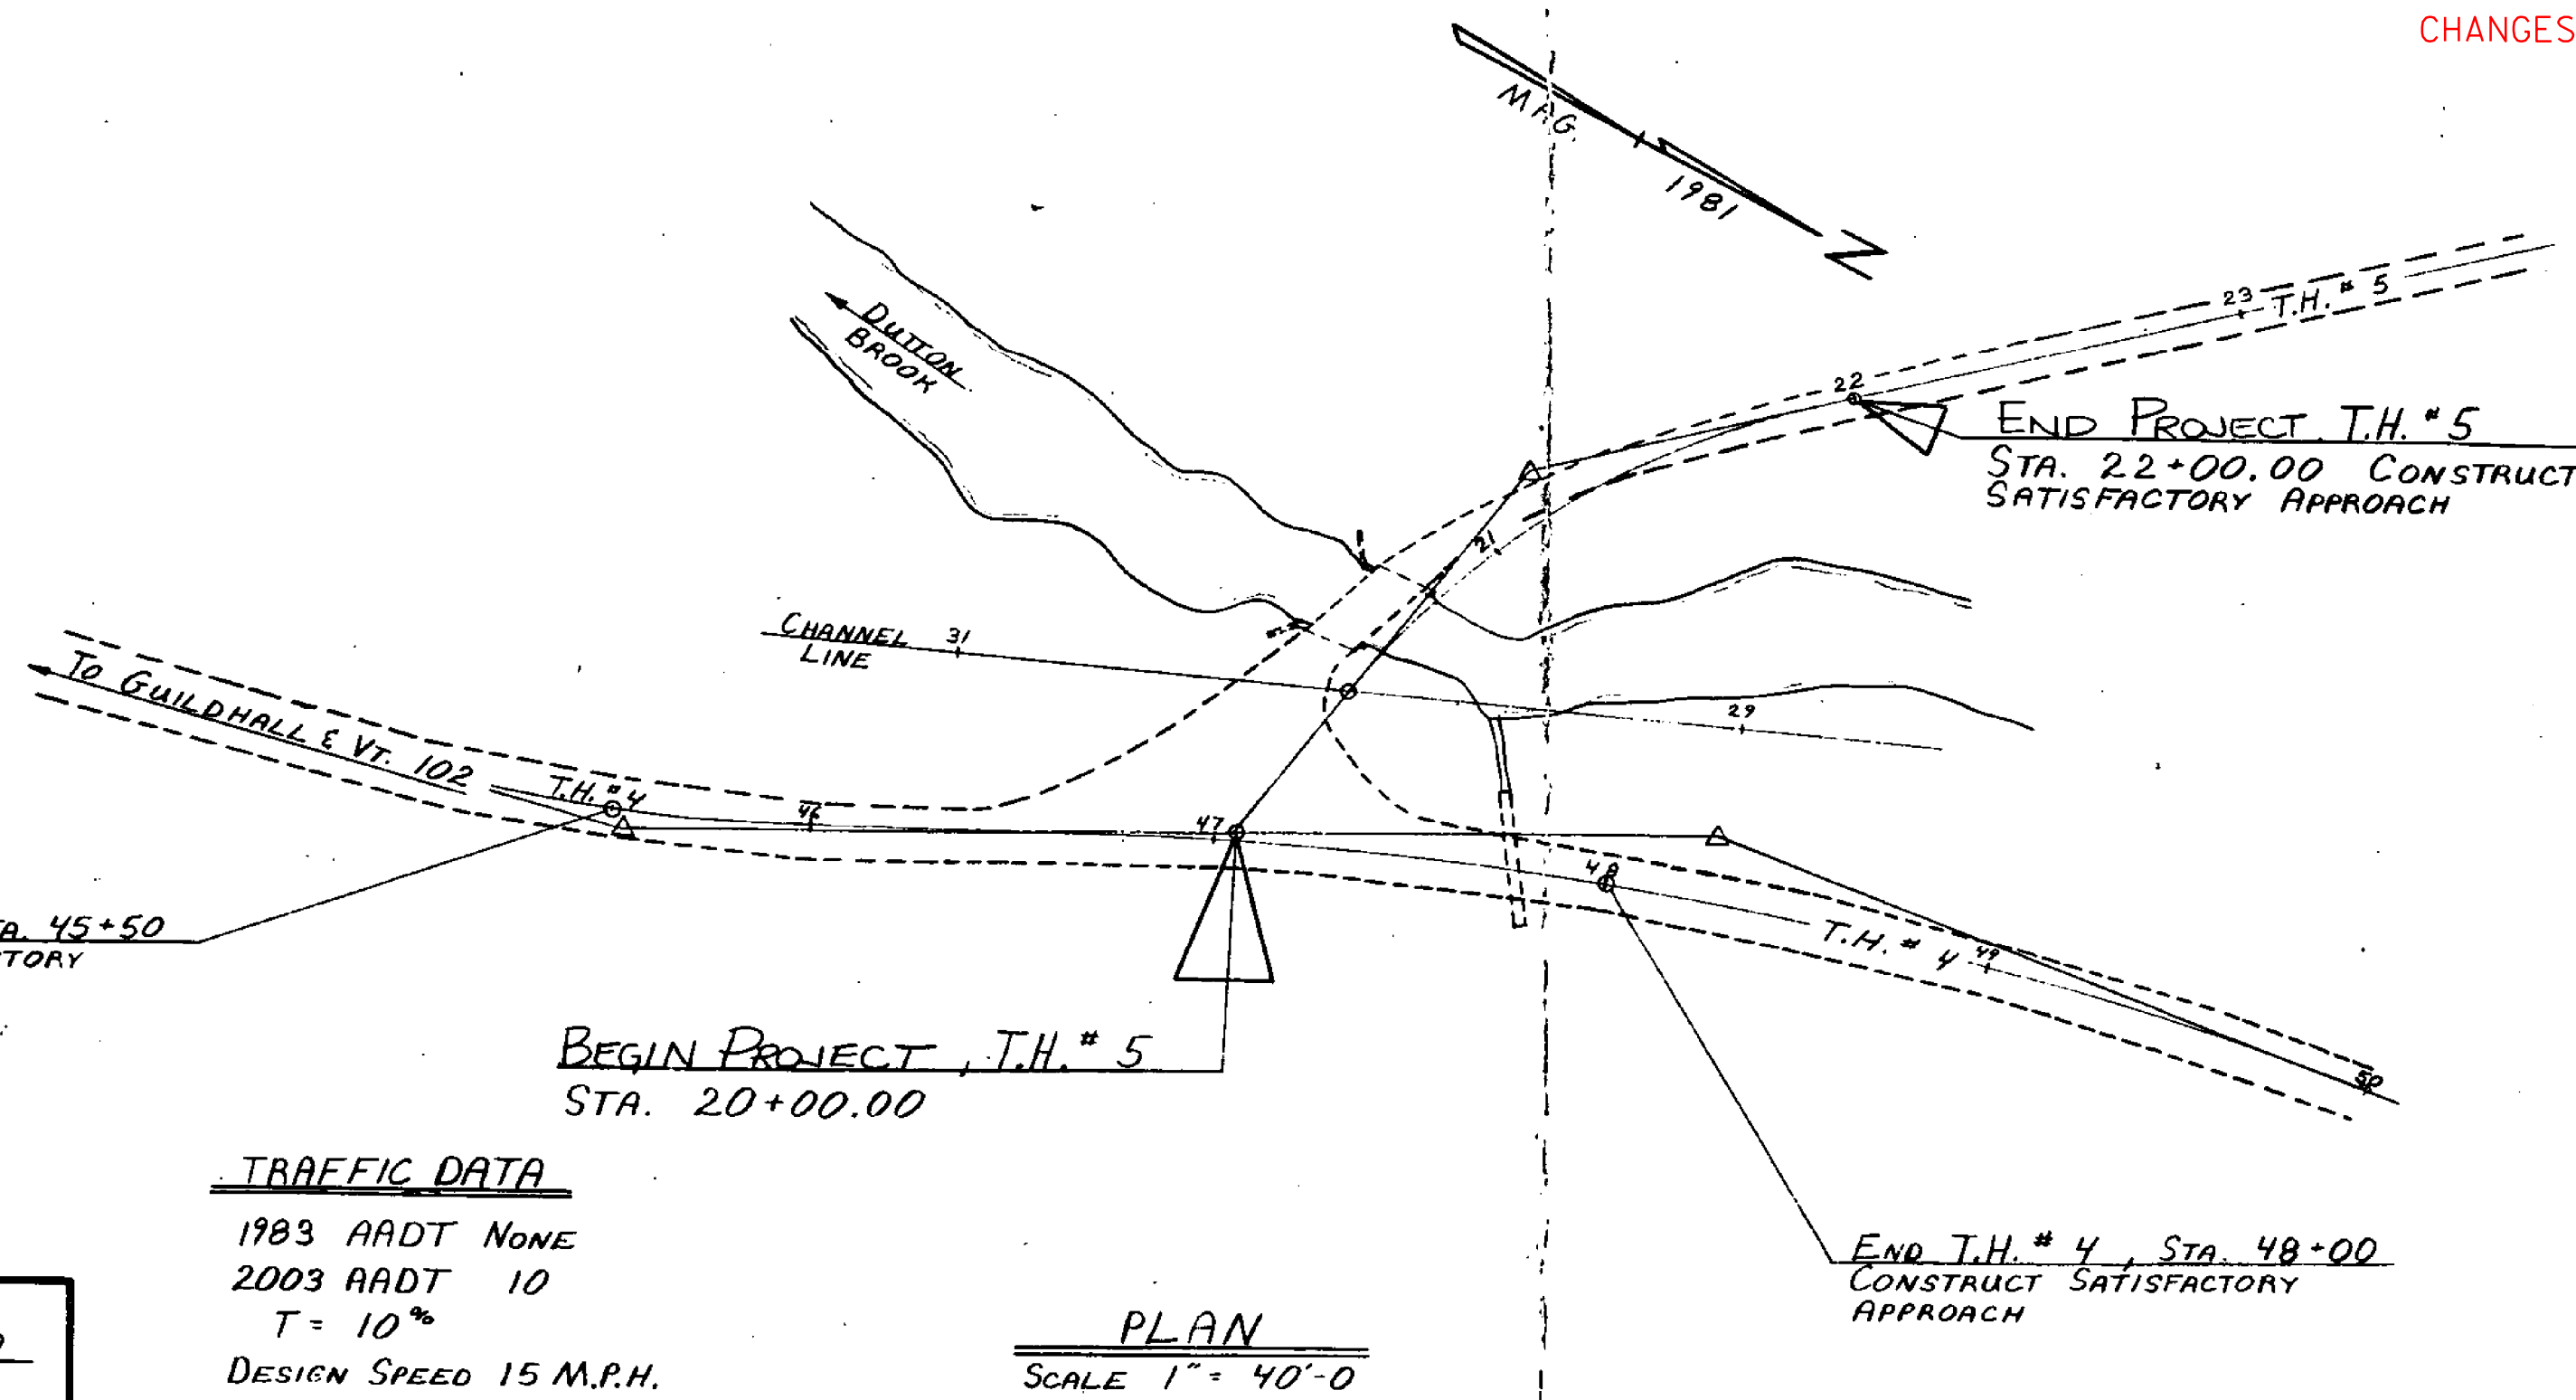 CHANGES
MAG. 1981
DUTTON
BROOK
23
T.H. # 5
22
END PROJECT T.H. # 5
STA. 22+00.00 CONSTRUCT
SATISFACTORY APPROACH
21
CHANNEL 31
LINE
29
TO GUILDHALL & VT. 102
T.H. # 4
46
47
48
T.H. # 4
49
50
45+50
BEGIN PROJECT, T.H. # 5
STA. 20+00.00
TRAFFIC DATA
1983 AADT NONE
2003 AADT 10
T = 10%
DESIGN SPEED 15 M.P.H.
PLAN
SCALE 1" = 40'-0
END T.H. # 4, STA. 48+00
CONSTRUCT SATISFACTORY
APPROACH